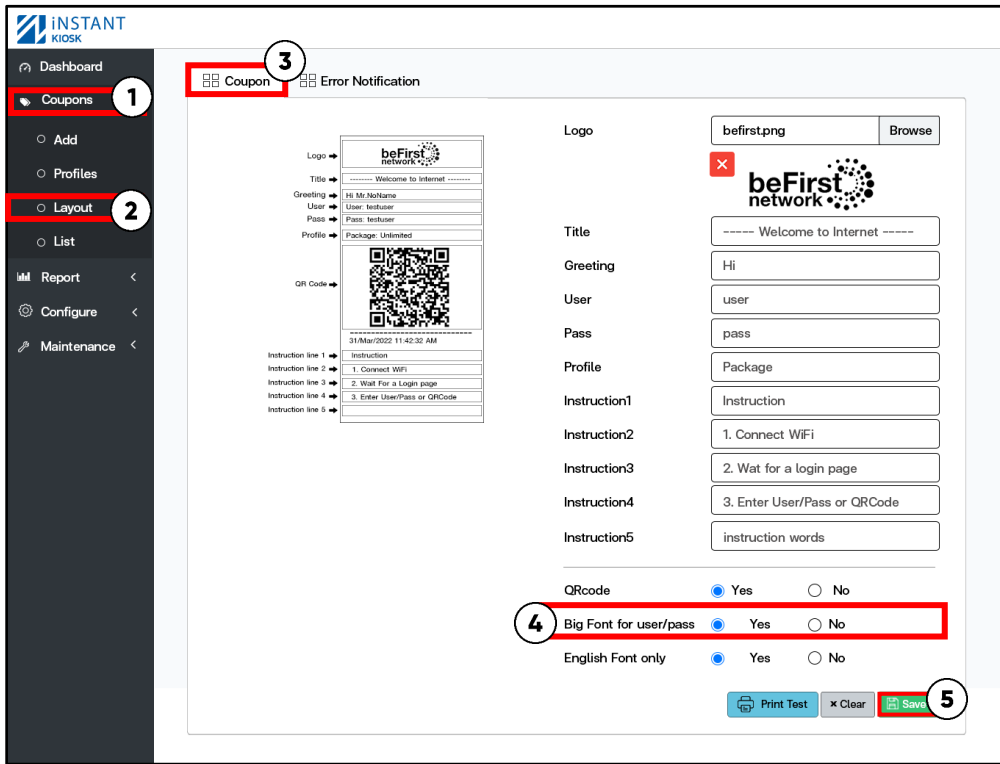 iNSTANT
KIOSK
Dashboard
Coupons
1
Add
Profiles
Layout
2
List
Report
Configure
Maintenance
3
Coupon
Error Notification
Logo
beFirst
network
Title
-------- Welcome to Internet --------
Greeting
Hi Mr.NoName
User
User: testuser
Pass
Pass: testuser
Profile
Package: Unlimited
QR Code
31/Mar/2022 11:42:32 AM
Instruction line 1
Instruction
Instruction line 2
1. Connect WiFi
Instruction line 3
2. Wait For a Login page
Instruction line 4
3. Enter User/Pass or QRCode
Instruction line 5
Logo
befirst.png
Browse
beFirst
network
Title
----- Welcome to Internet -----
Greeting
Hi
User
user
Pass
pass
Profile
Package
Instruction1
Instruction
Instruction2
1. Connect WiFi
Instruction3
2. Wat for a login page
Instruction4
3. Enter User/Pass or QRCode
Instruction5
instruction words
QRcode
Yes
No
4
Big Font for user/pass
Yes
No
English Font only
Yes
No
Print Test
× Clear
Save
5